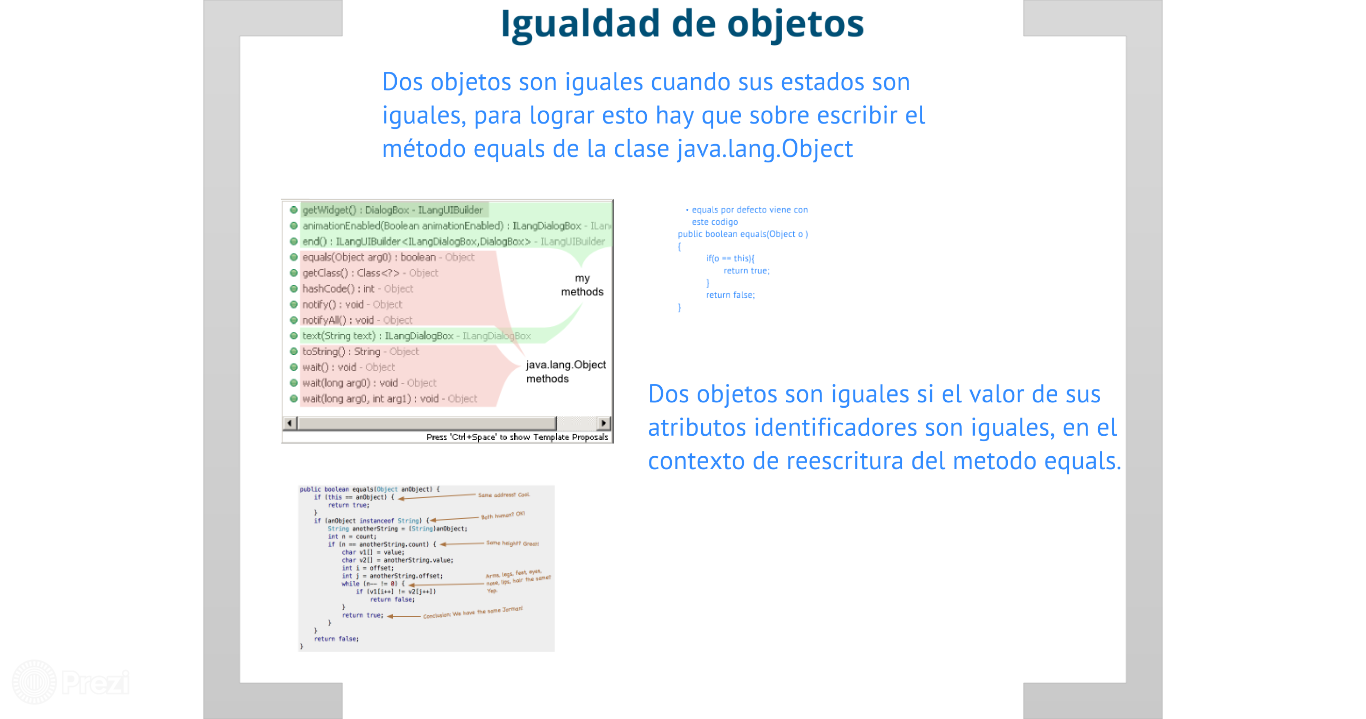 Igualdad de objetos
Dos objetos son iguales cuando sus estados son
iguales, para lograr esto hay que sobre escribir el
método equals de la clase java.lang.Object
getWidget() : DialogBox - ILangUIBuilder
animationEnabled(Boolean animationEnabled) : ILangDialogBox - ILan
end() : ILangUIBuilder<ILangDialogBox,DialogBox> - ILangUIBuilder
equals(Object arg0) : boolean - Object
getClass() : Class<?> - Object
hashCode() : int - Object
notify() : void - Object
notifyAll() : void - Object
text(String text) : ILangDialogBox - ILangDialogBox
toString() : String - Object
wait() : void - Object
wait(long arg0) : void - Object
wait(long arg0, int arg1) : void - Object
my
methods
java.lang.Object
methods
Press 'Ctrl+Space' to show Template Proposals
• equals por defecto viene con
este codigo
public boolean equals(Object o )
{
if(o == this){
return true;
}
return false;
}
Dos objetos son iguales si el valor de sus
atributos identificadores son iguales, en el
contexto de reescritura del metodo equals.
public boolean equals(Object anObject) {
if (this == anObject) { Same address? Cool.
return true;
}
if (anObject instanceof String) { Both human? OK!
String anotherString = (String)anObject;
int n = count;
if (n == anotherString.count) { Same height? Great!
char v1[] = value;
char v2[] = anotherString.value;
int i = offset;
int j = anotherString.offset;
while (n-- != 0) { Arms, legs, feet, eyes,
nose, lips, hair the same?
Yes.
if (v1[i++] != v2[j++])
return false;
}
return true; Conclusion: We have the same
}
}
return false;
}
Prezi